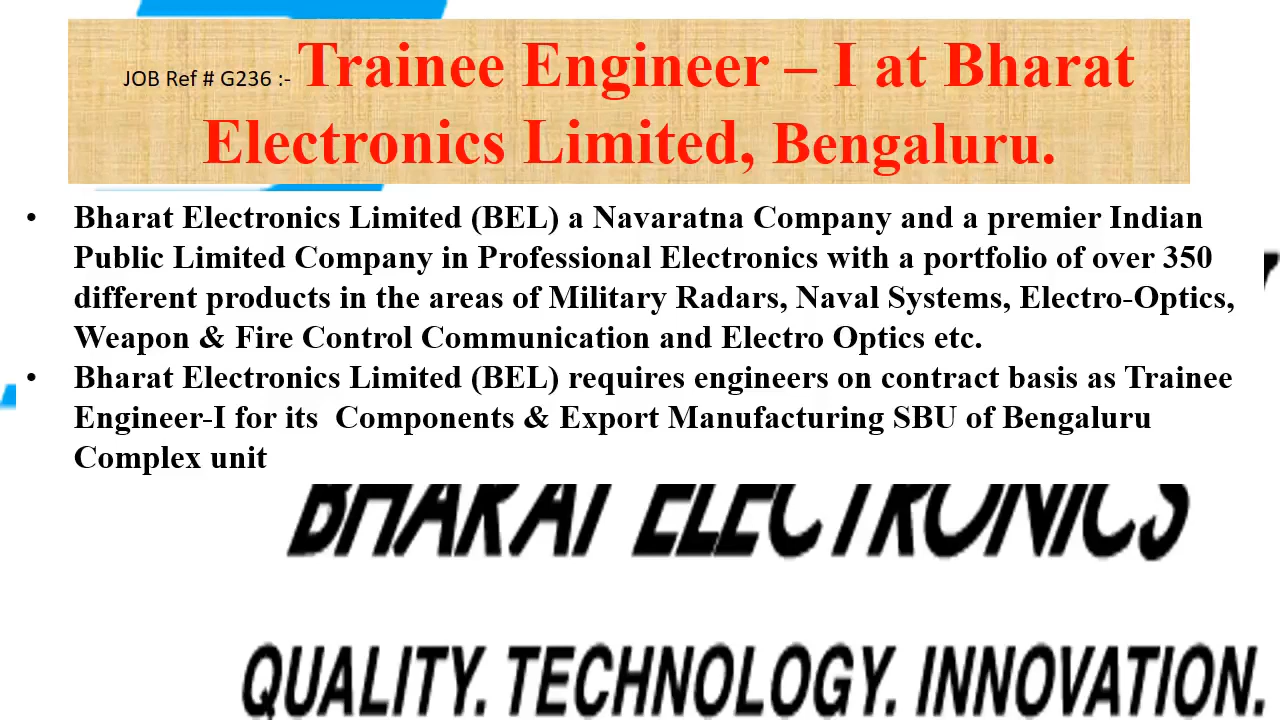 JOB Ref # G236 :- Trainee Engineer – I at Bharat
Electronics Limited, Bengaluru.
• Bharat Electronics Limited (BEL) a Navaratna Company and a premier Indian
Public Limited Company in Professional Electronics with a portfolio of over 350
different products in the areas of Military Radars, Naval Systems, Electro-Optics,
Weapon & Fire Control Communication and Electro Optics etc.
• Bharat Electronics Limited (BEL) requires engineers on contract basis as Trainee
Engineer-I for its  Components & Export Manufacturing SBU of Bengaluru
Complex unit
BHARAT ELECTRONICS
QUALITY. TECHNOLOGY. INNOVATION.